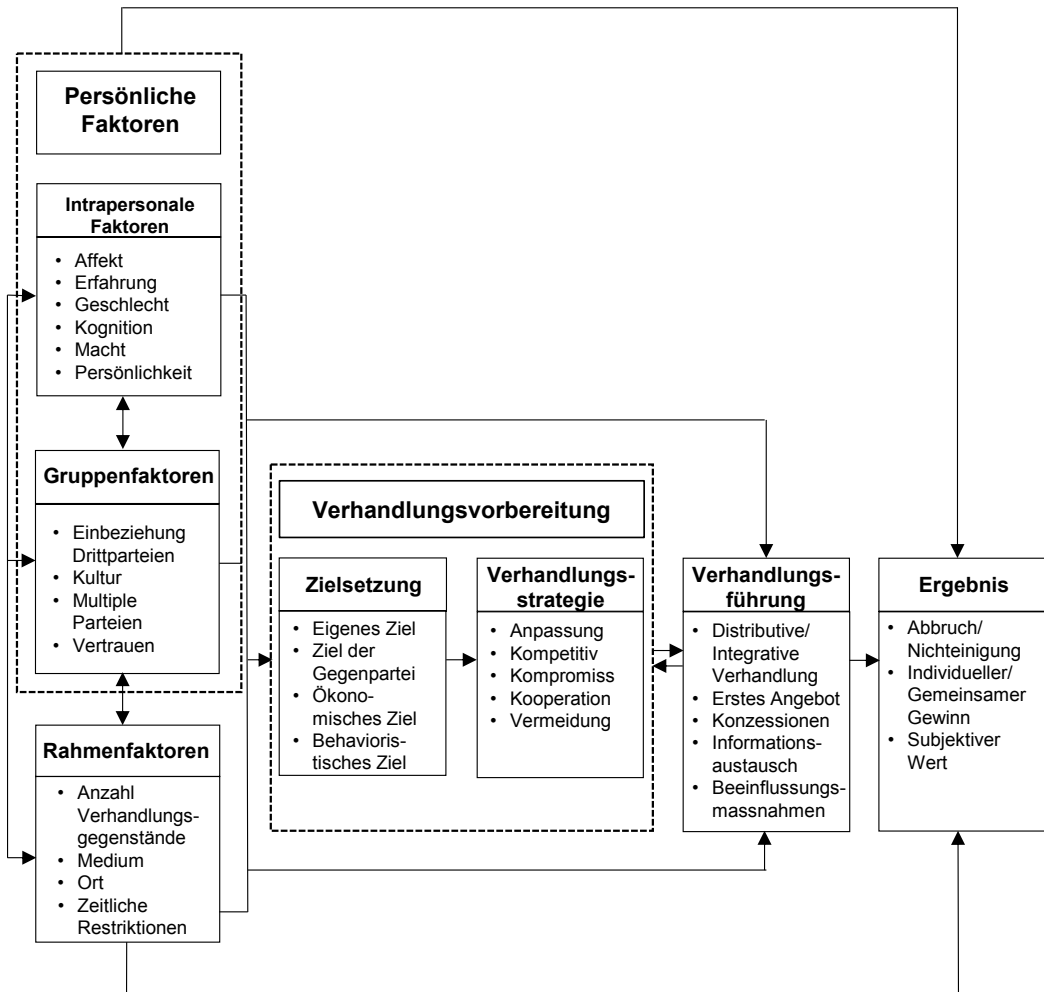 Persönliche
Faktoren
Intrapersonale
Faktoren
• Affekt
• Erfahrung
• Geschlecht
• Kognition
• Macht
• Persönlichkeit
Gruppenfaktoren
• Einbeziehung
Drittparteien
• Kultur
• Multiple
Parteien
• Vertrauen
Rahmenfaktoren
• Anzahl
Verhandlungs-
gegenstände
• Medium
• Ort
• Zeitliche
Restriktionen
Verhandlungsvorbereitung
Zielsetzung
• Eigenes Ziel
• Ziel der
Gegenpartei
• Ökono-
misches Ziel
• Behavioris-
tisches Ziel
Verhandlungs-
strategie
• Anpassung
• Kompetitiv
• Kompromiss
• Kooperation
• Vermeidung
Verhandlungs-
führung
• Distributive/
Integrative
Verhandlung
• Erstes Angebot
• Konzessionen
• Informations-
austausch
• Beeinflussungs-
massnahmen
Ergebnis
• Abbruch/
Nichteinigung
• Individueller/
Gemeinsamer
Gewinn
• Subjektiver
Wert